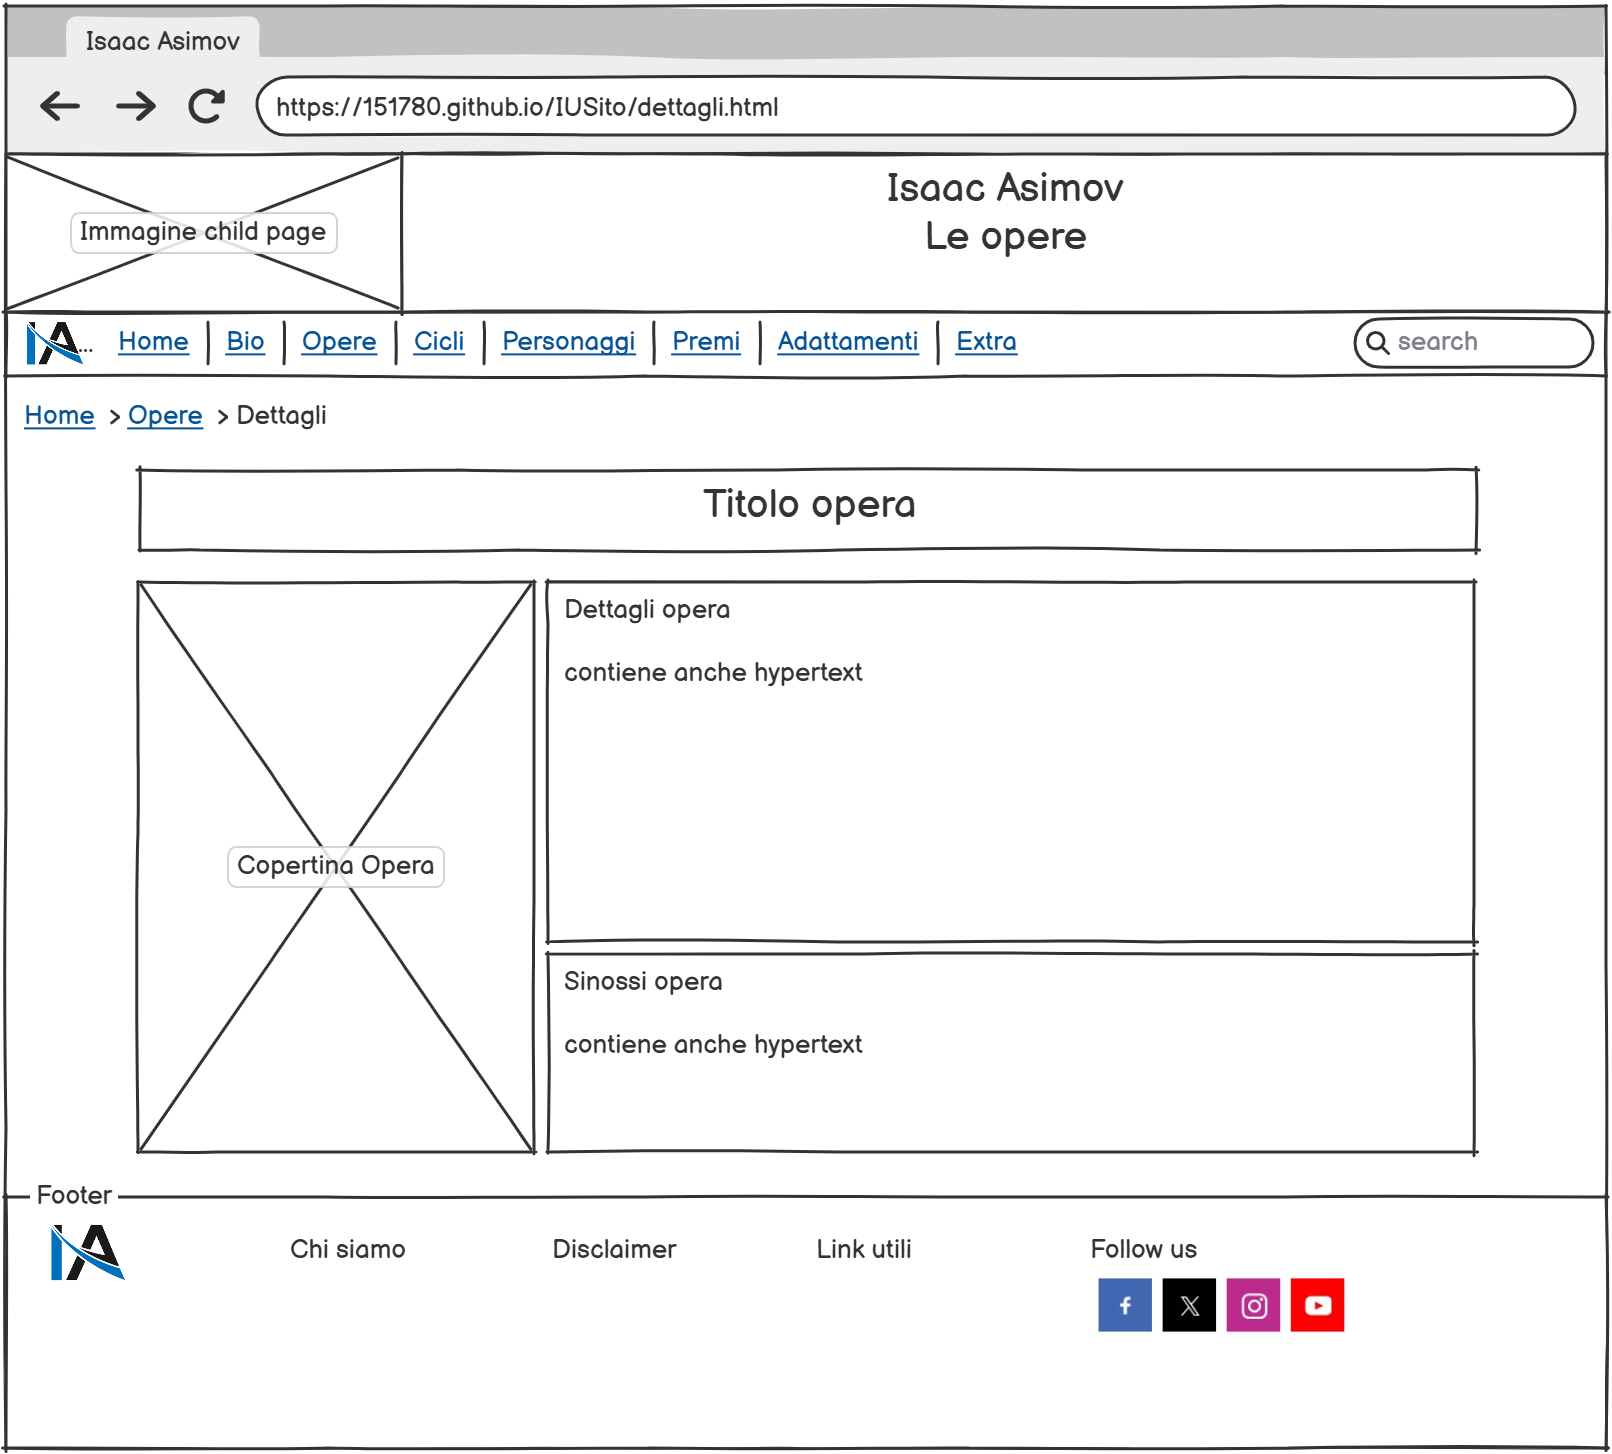 Isaac Asimov
https://151780.github.io/IUSito/dettagli.html
Immagine child page
Isaac Asimov
Le opere
IA... Home Bio Opere Cicli Personaggi Premi Adattamenti Extra search
Home > Opere > Dettagli
Titolo opera
Copertina Opera
Dettagli opera
contiene anche hypertext
Sinossi opera
contiene anche hypertext
Footer
IA Chi siamo Disclaimer Link utili Follow us